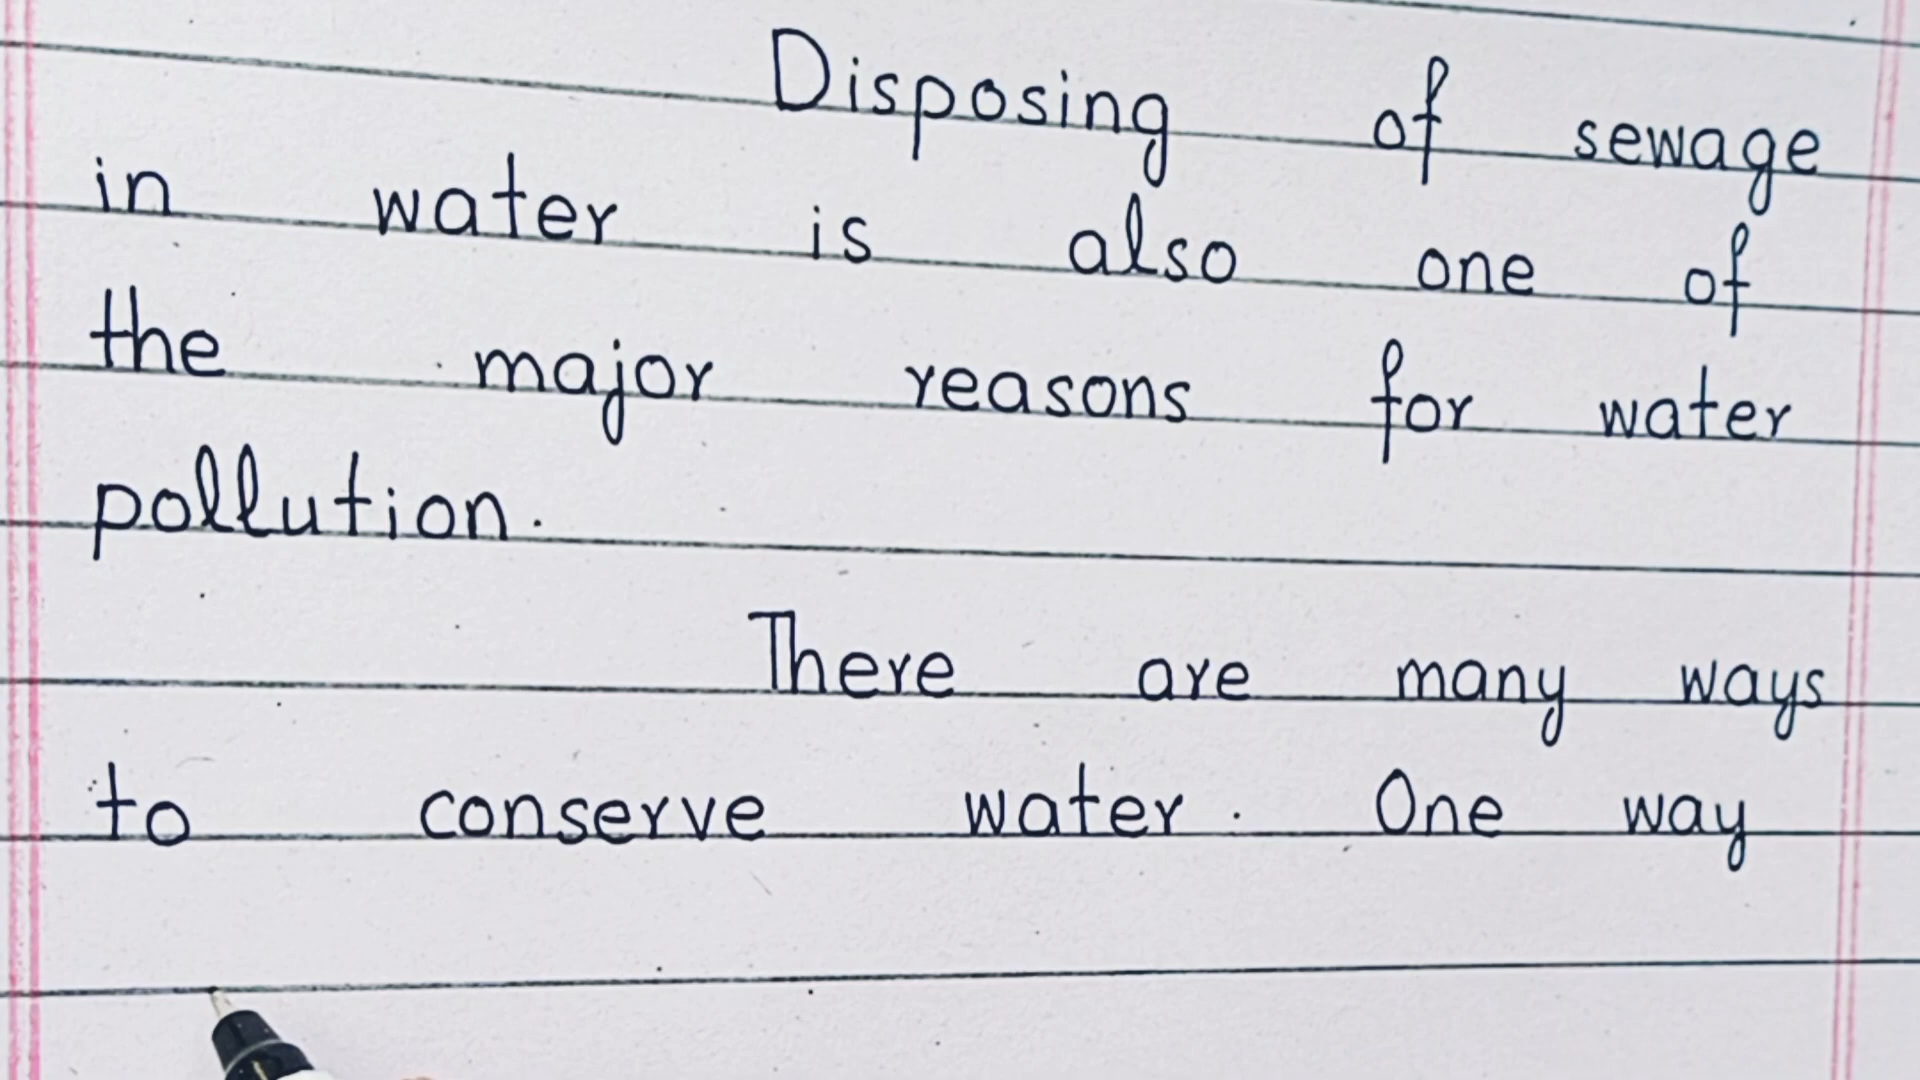 Disposing of sewage
in water is also one of
the major reasons for water
pollution.
There are many ways
to conserve water. One way